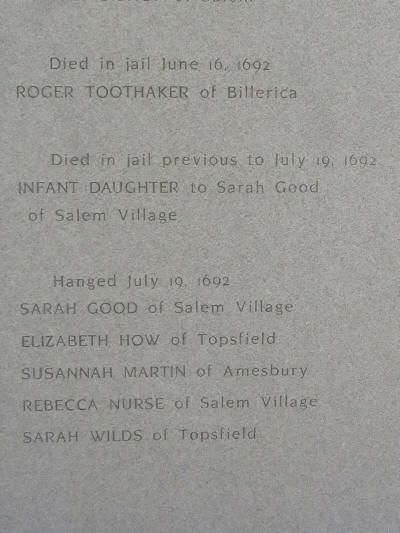 of Salem
Died in jail June 16, 1692
ROGER TOOTHAKER of Billerica
Died in jail previous to July 19, 1692
INFANT DAUGHTER to Sarah Good
of Salem Village
Hanged July 19, 1692
SARAH GOOD of Salem Village
ELIZABETH HOW of Topsfield
SUSANNAH MARTIN of Amesbury
REBECCA NURSE of Salem Village
SARAH WILDS of Topsfield